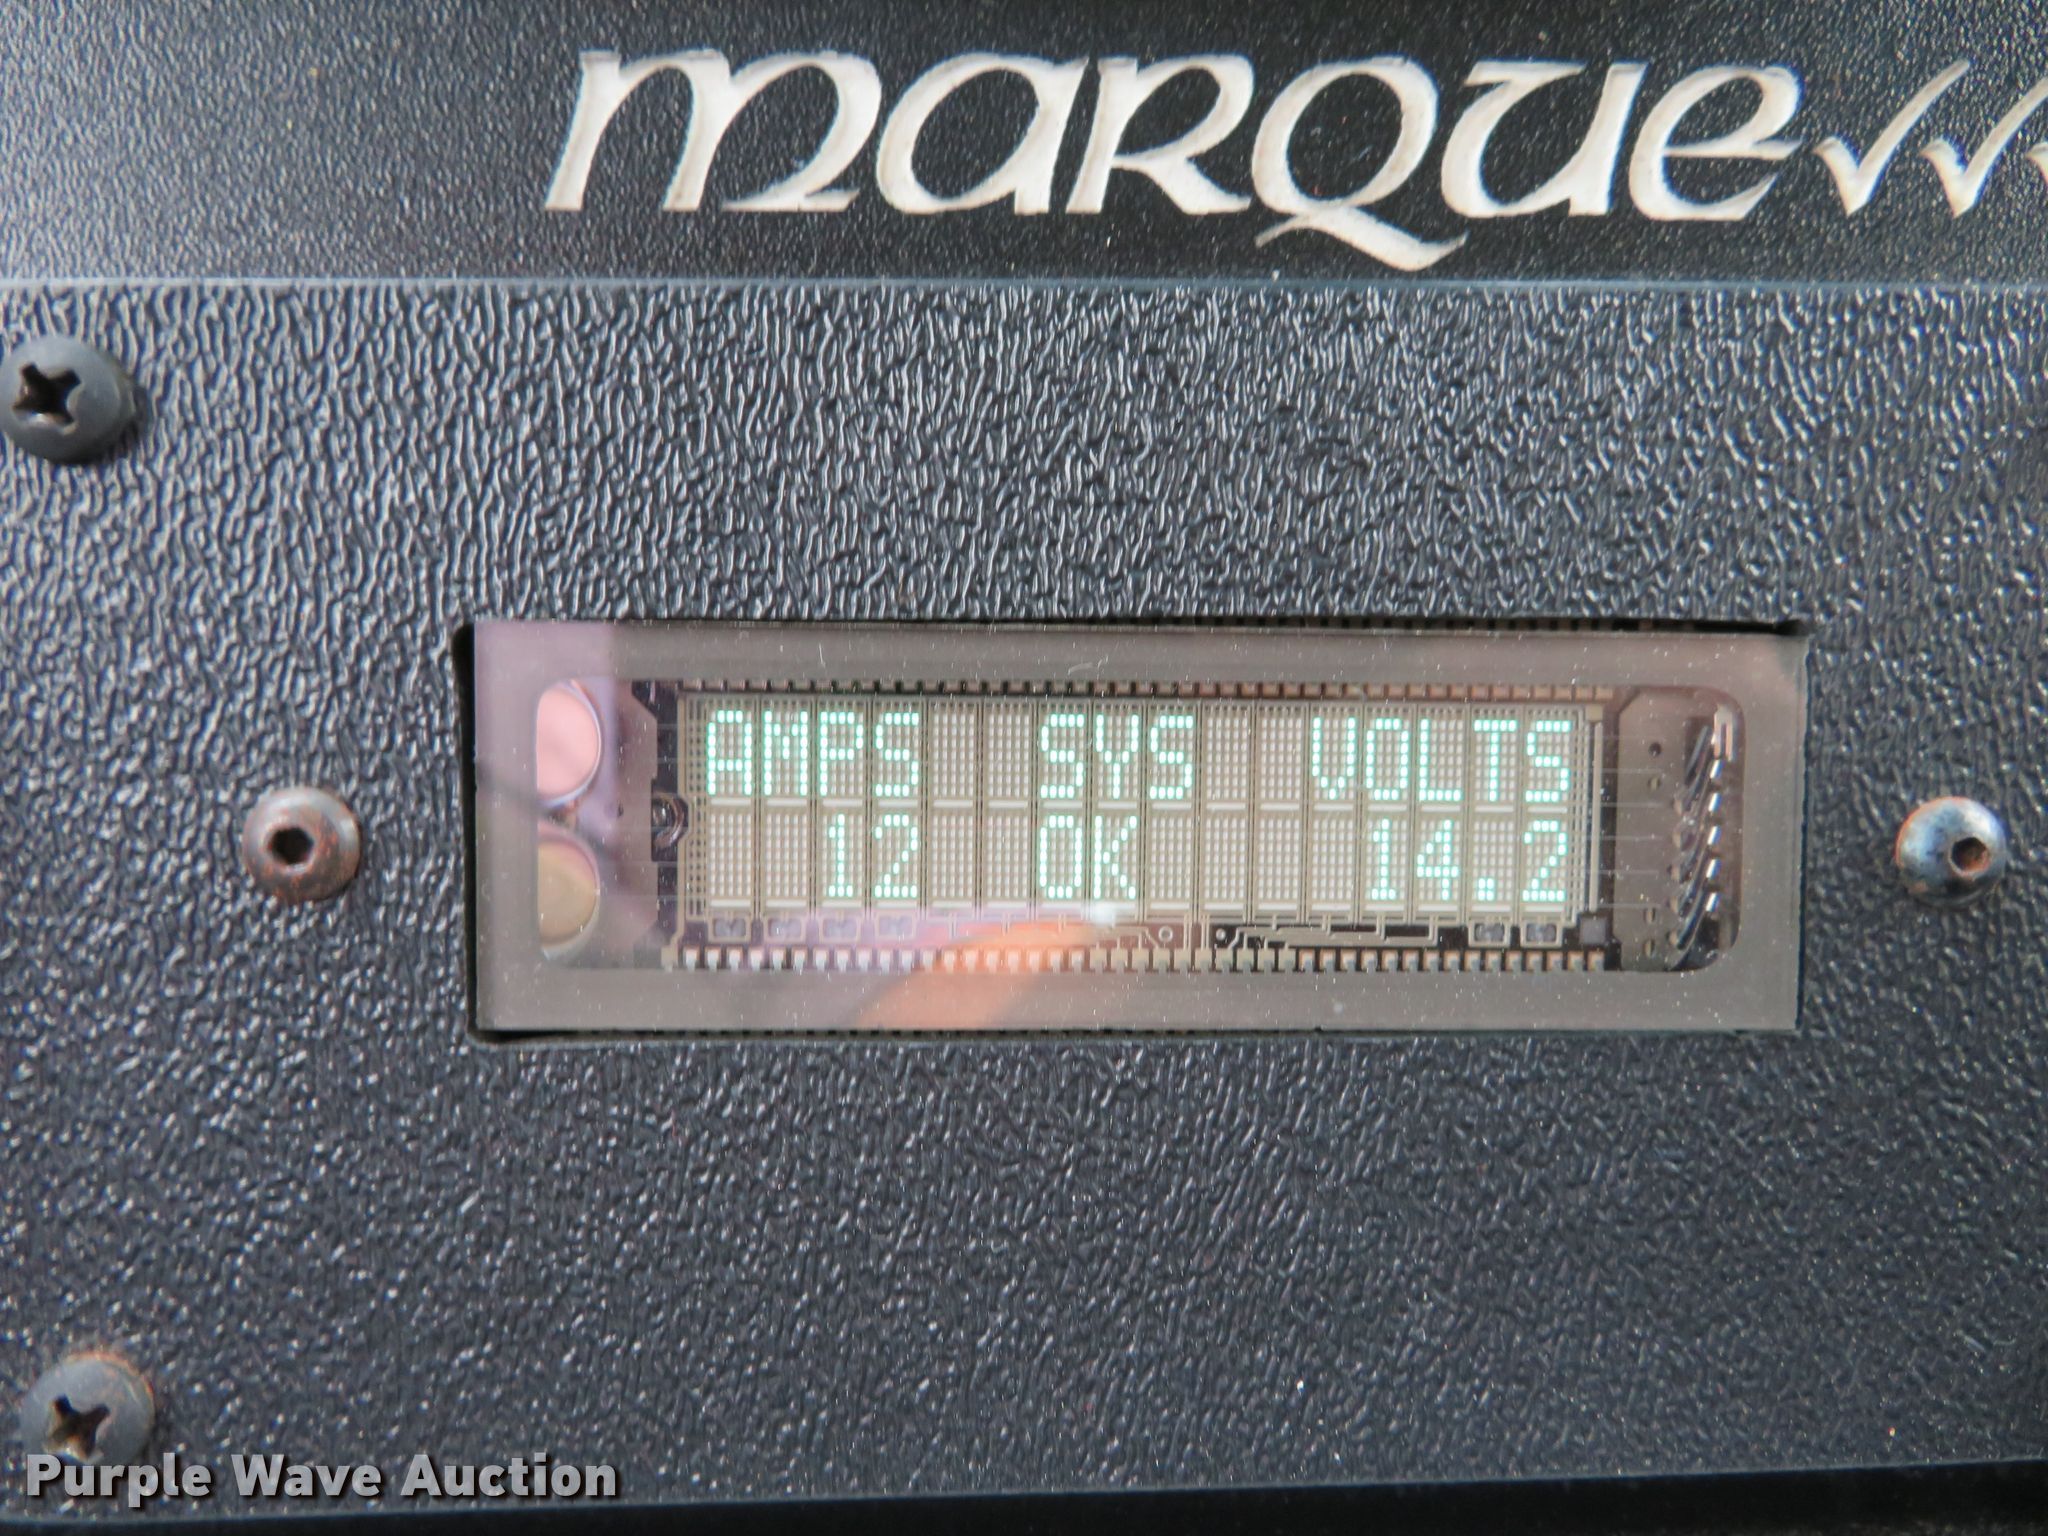 marque
AMPS SYS VOLTS
12 OK 14.2
Purple Wave Auction